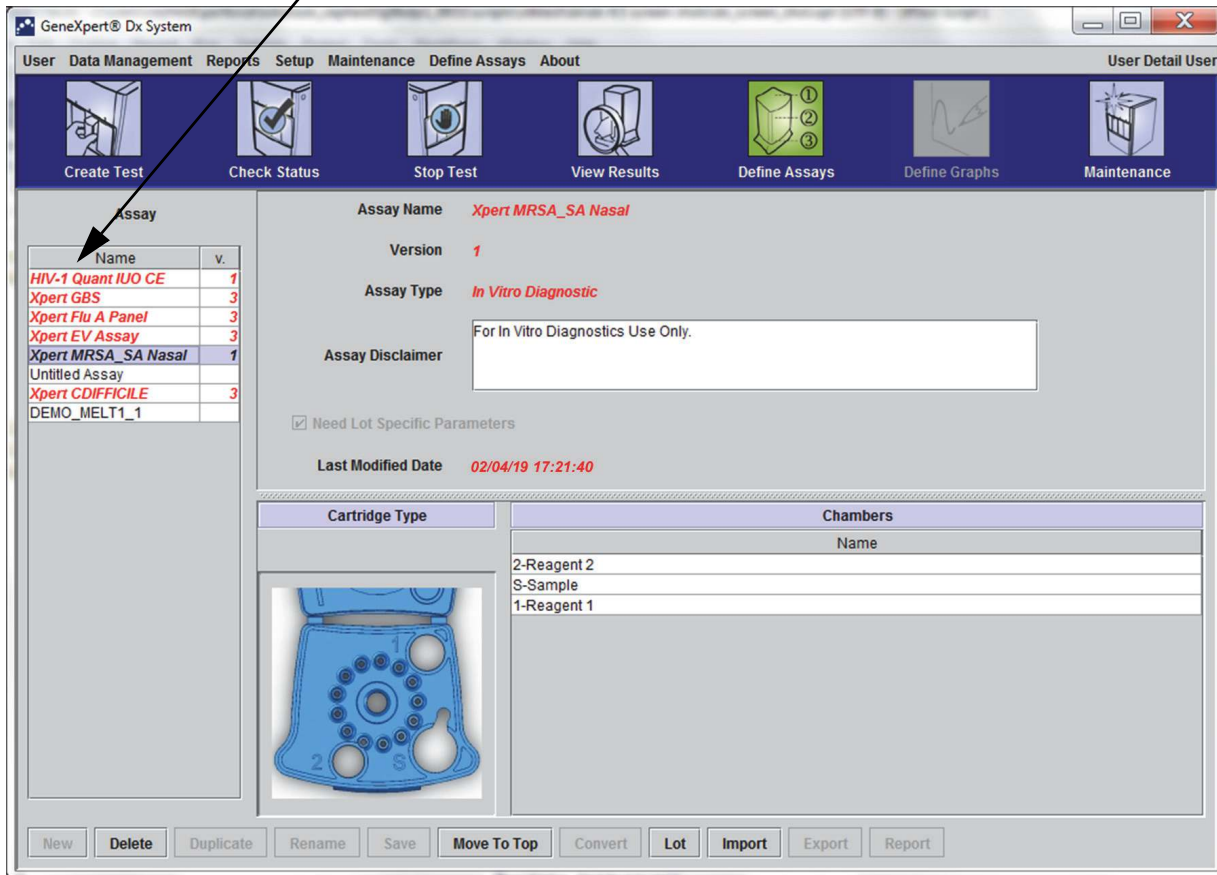 GeneXpert® Dx System
User Data Management Reports Setup Maintenance Define Assays About User Detail User
① ② ③
Create Test Check Status Stop Test View Results Define Assays Define Graphs Maintenance
Assay
Name v.
HIV-1 Quant IUO CE 1
Xpert GBS 3
Xpert Flu A Panel 3
Xpert EV Assay 3
Xpert MRSA_SA Nasal 1
Untitled Assay
Xpert CDIFFICILE 3
DEMO_MELT1_1
Assay Name Xpert MRSA_SA Nasal
Version 1
Assay Type In Vitro Diagnostic
Assay Disclaimer For In Vitro Diagnostics Use Only.
Need Lot Specific Parameters
Last Modified Date 02/04/19 17:21:40
Cartridge Type
1
2 S
Chambers
Name
2-Reagent 2
S-Sample
1-Reagent 1
New Delete Duplicate Rename Save Move To Top Convert Lot Import Export Report